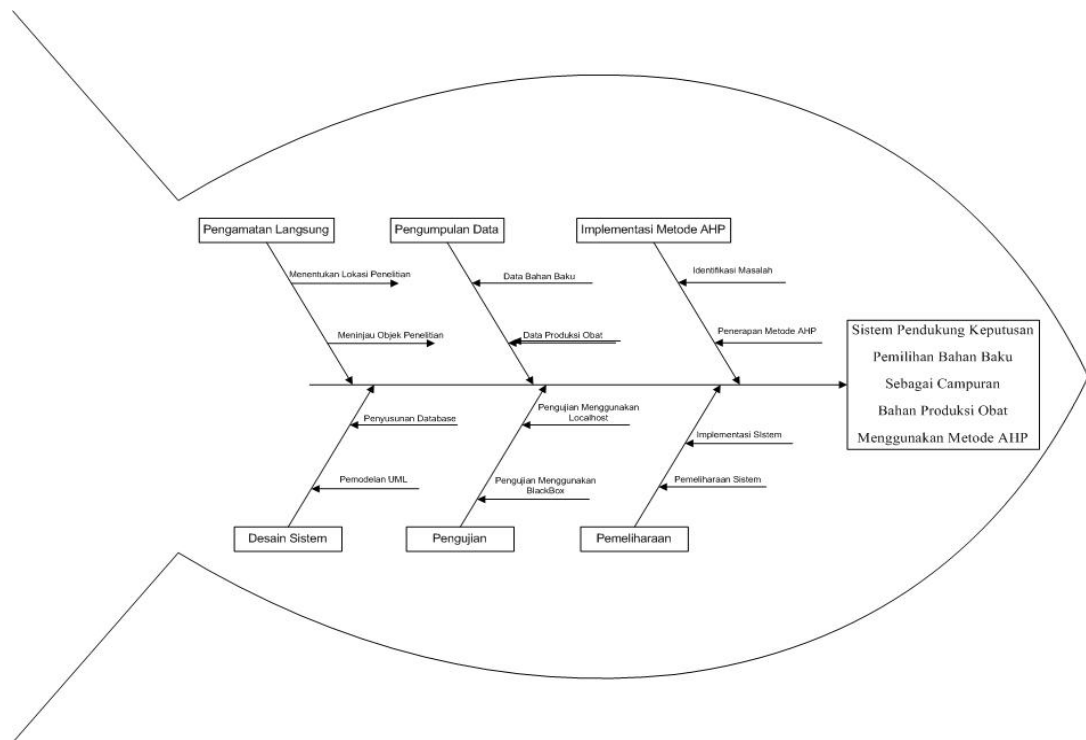 Pengamatan Langsung
Pengumpulan Data
Implementasi Metode AHP
Menentukan Lokasi Penelitian
Data Bahan Baku
Identifikasi Masalah
Meninjau Objek Penelitian
Data Produksi Obat
Penerapan Metode AHP
Sistem Pendukung Keputusan
Pemilihan Bahan Baku
Sebagai Campuran
Bahan Produksi Obat
Menggunakan Metode AHP
Penyusunan Database
Pengujian Menggunakan
Localhost
Implementasi Sistem
Pemodelan UML
Pengujian Menggunakan
BlackBox
Pemeliharaan Sistem
Desain Sistem
Pengujian
Pemeliharaan